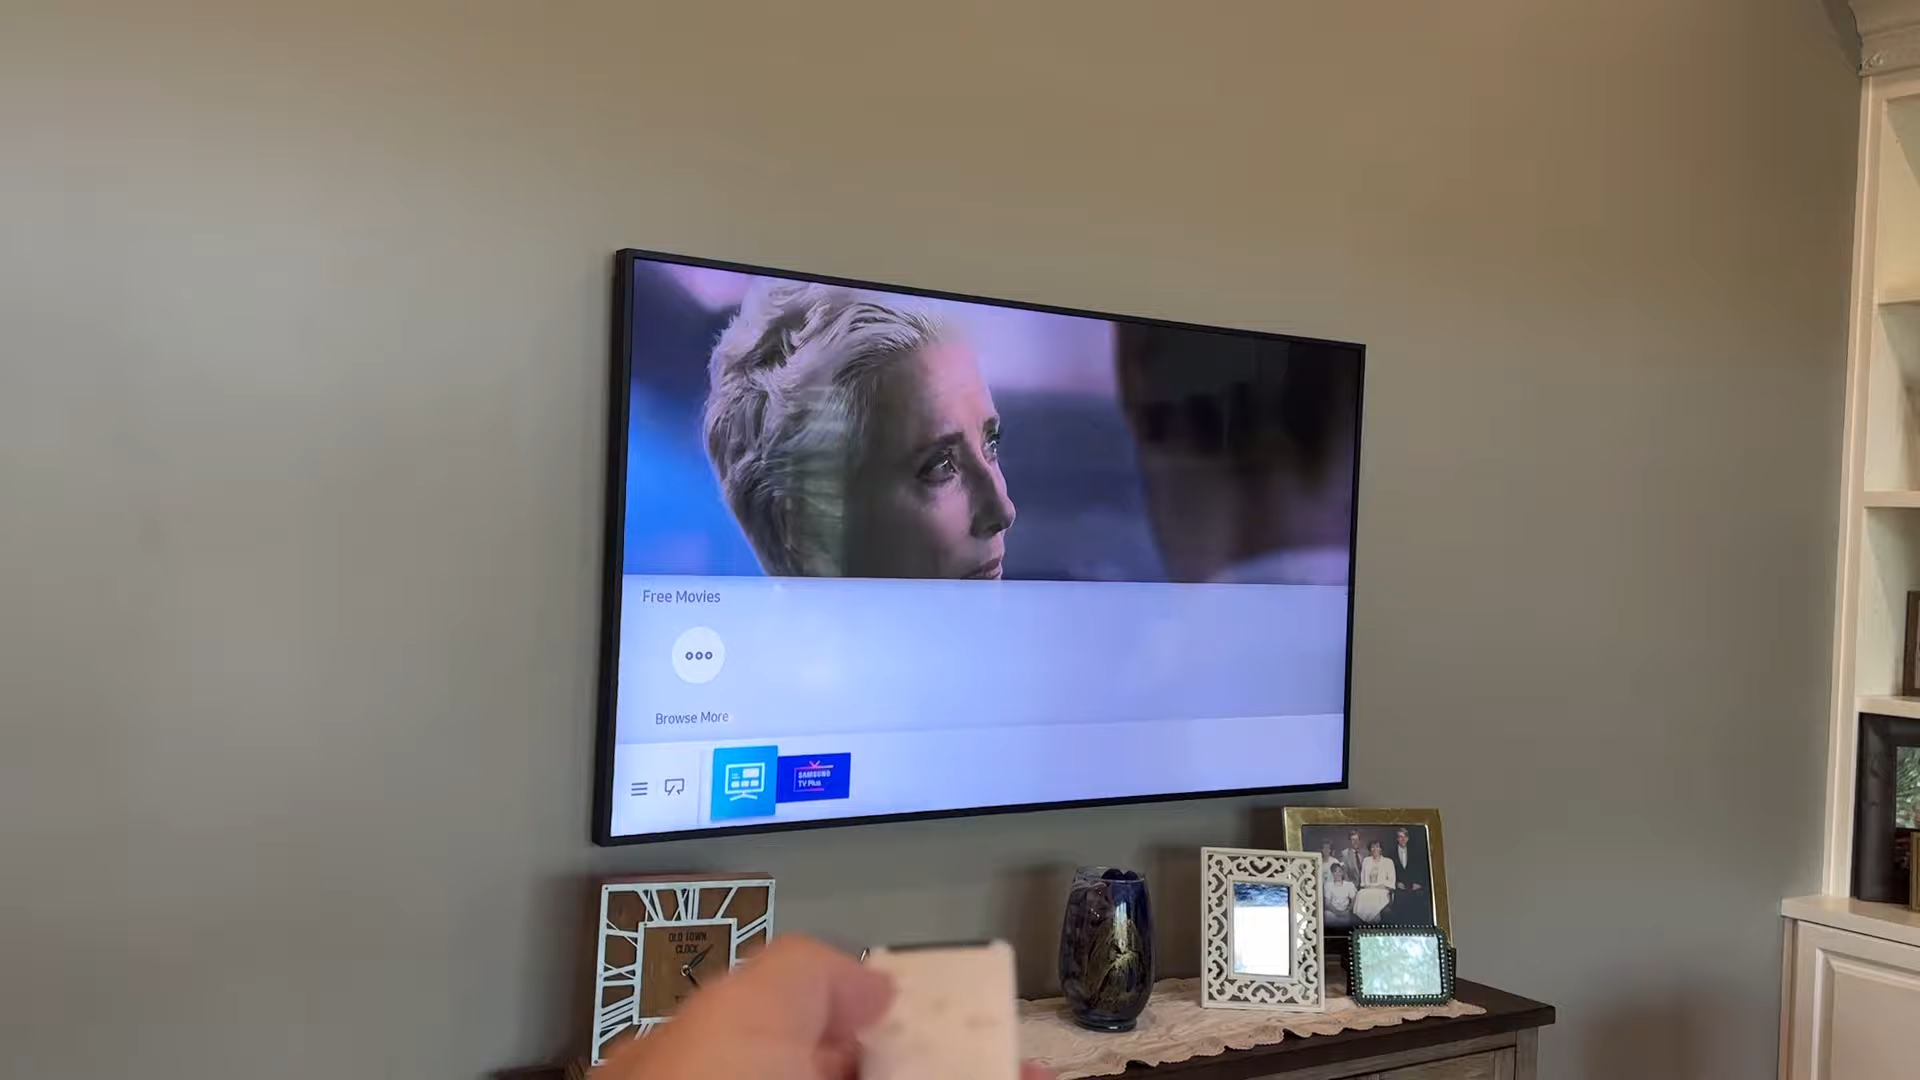 Free Movies
Browse More
SAMSUNG
TV Plus
OLD TOWN
CLOCK